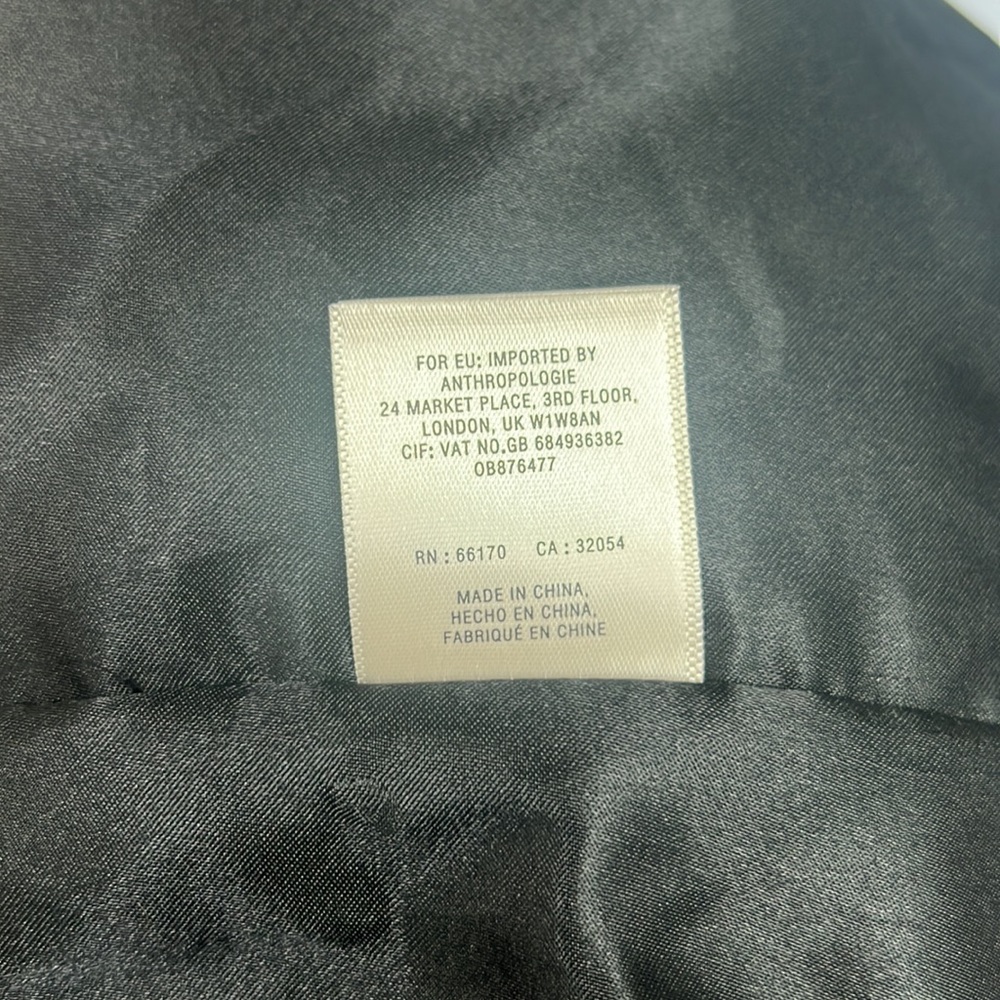 FOR EU: IMPORTED BY
ANTHROPOLOGIE
24 MARKET PLACE, 3RD FLOOR,
LONDON, UK W1W8AN
CIF: VAT NO.GB 684936382
OB876477
RN : 66170 CA : 32054
MADE IN CHINA,
HECHO EN CHINA,
FABRIQUÉ EN CHINE